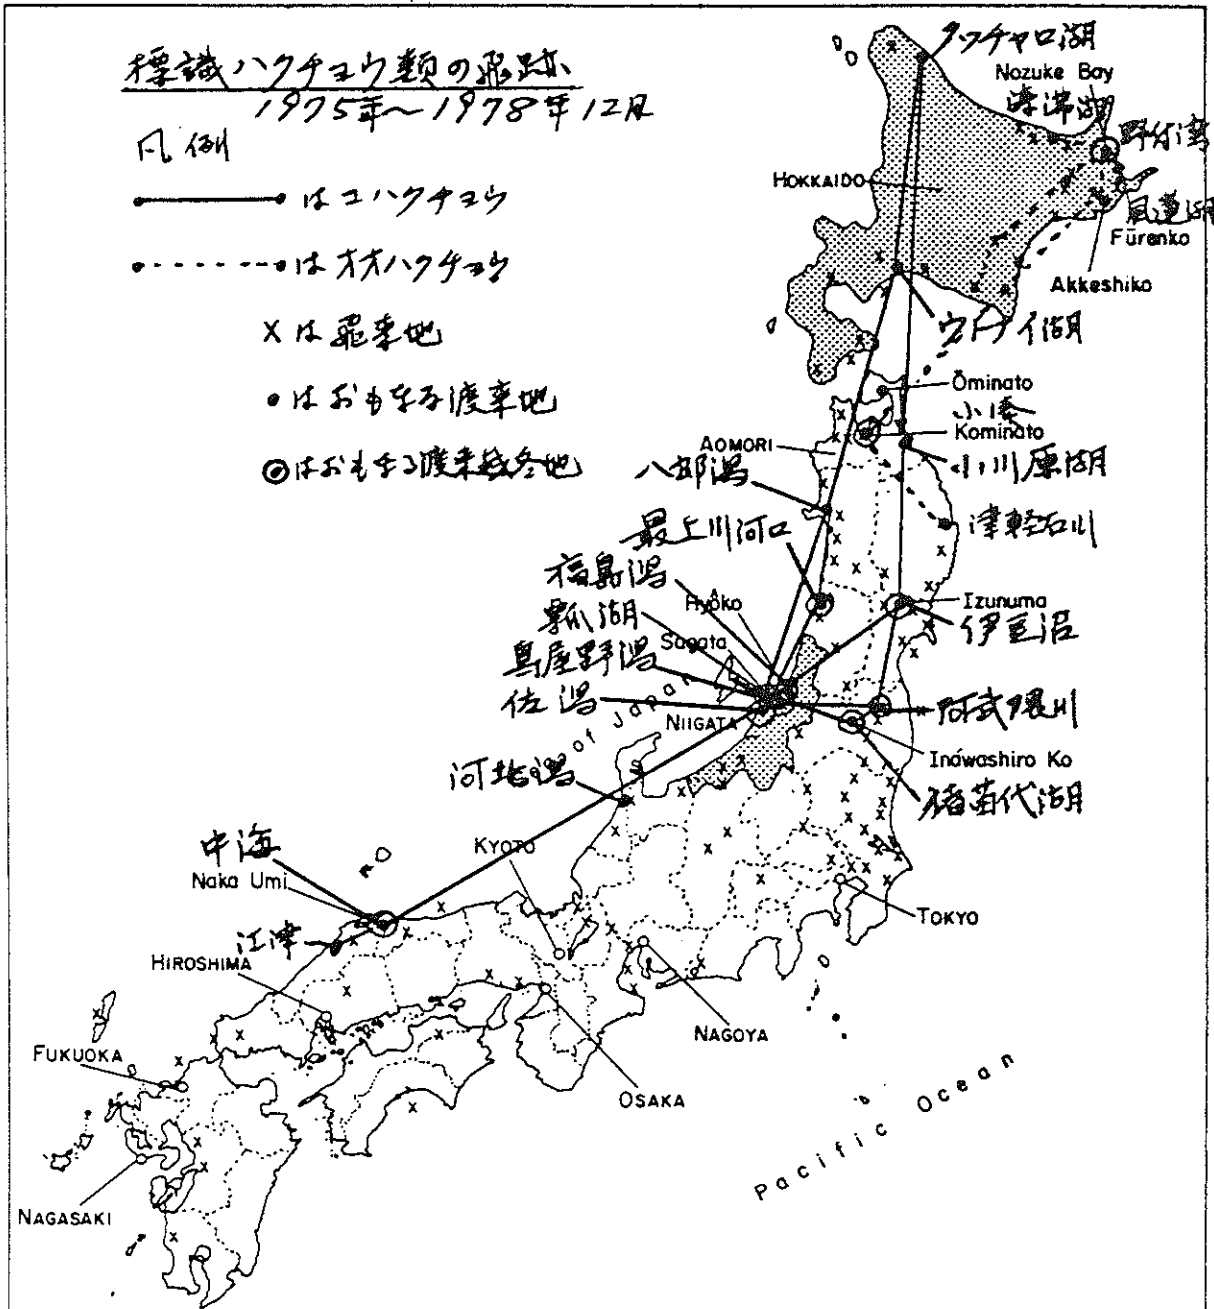 標識ハクチョウ類の飛跡
1975年～1978年12月
凡例
はコハクチョウ
はオオハクチョウ
×は飛来地
•はおもなる渡来地
◎はおもなる渡来越冬地
クッチャロ湖
Nozuke Bay
濤沸湖
野付湾
HOKKAIDO
風蓮湖
Fūrenko
Akkeshiko
ウトナイ湖
Ōminato
小湊
Kominato
AOMORI
小川原湖
八郎潟
津軽石川
最上川河口
福島潟
Hyōko
Izunuma
瓢湖
伊豆沼
Sagata
鳥屋野潟
佐潟
of Japan
NIIGATA
阿武隈川
Inawashiro Ko
河北潟
猪苗代湖
中海
KYOTO
Naka Umi
TOKYO
江津
HIROSHIMA
NAGOYA
FUKUOKA
OSAKA
Pacific Ocean
NAGASAKI